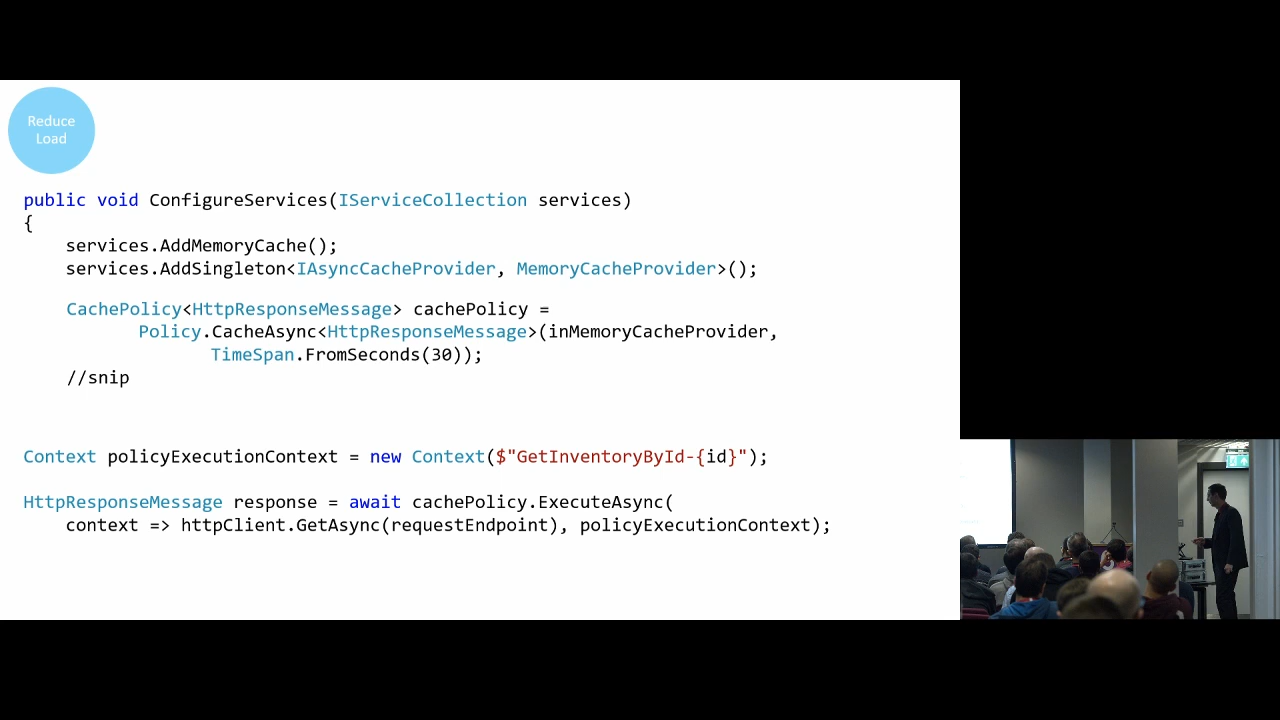 Reduce
Load
public void ConfigureServices(IServiceCollection services)
{
services.AddMemoryCache();
services.AddSingleton<IAsyncCacheProvider, MemoryCacheProvider>();
CachePolicy<HttpResponseMessage> cachePolicy =
Policy.CacheAsync<HttpResponseMessage>(inMemoryCacheProvider,
TimeSpan.FromSeconds(30));
//snip
Context policyExecutionContext = new Context($"GetInventoryById-{id}");
HttpResponseMessage response = await cachePolicy.ExecuteAsync(
context => httpClient.GetAsync(requestEndpoint), policyExecutionContext);